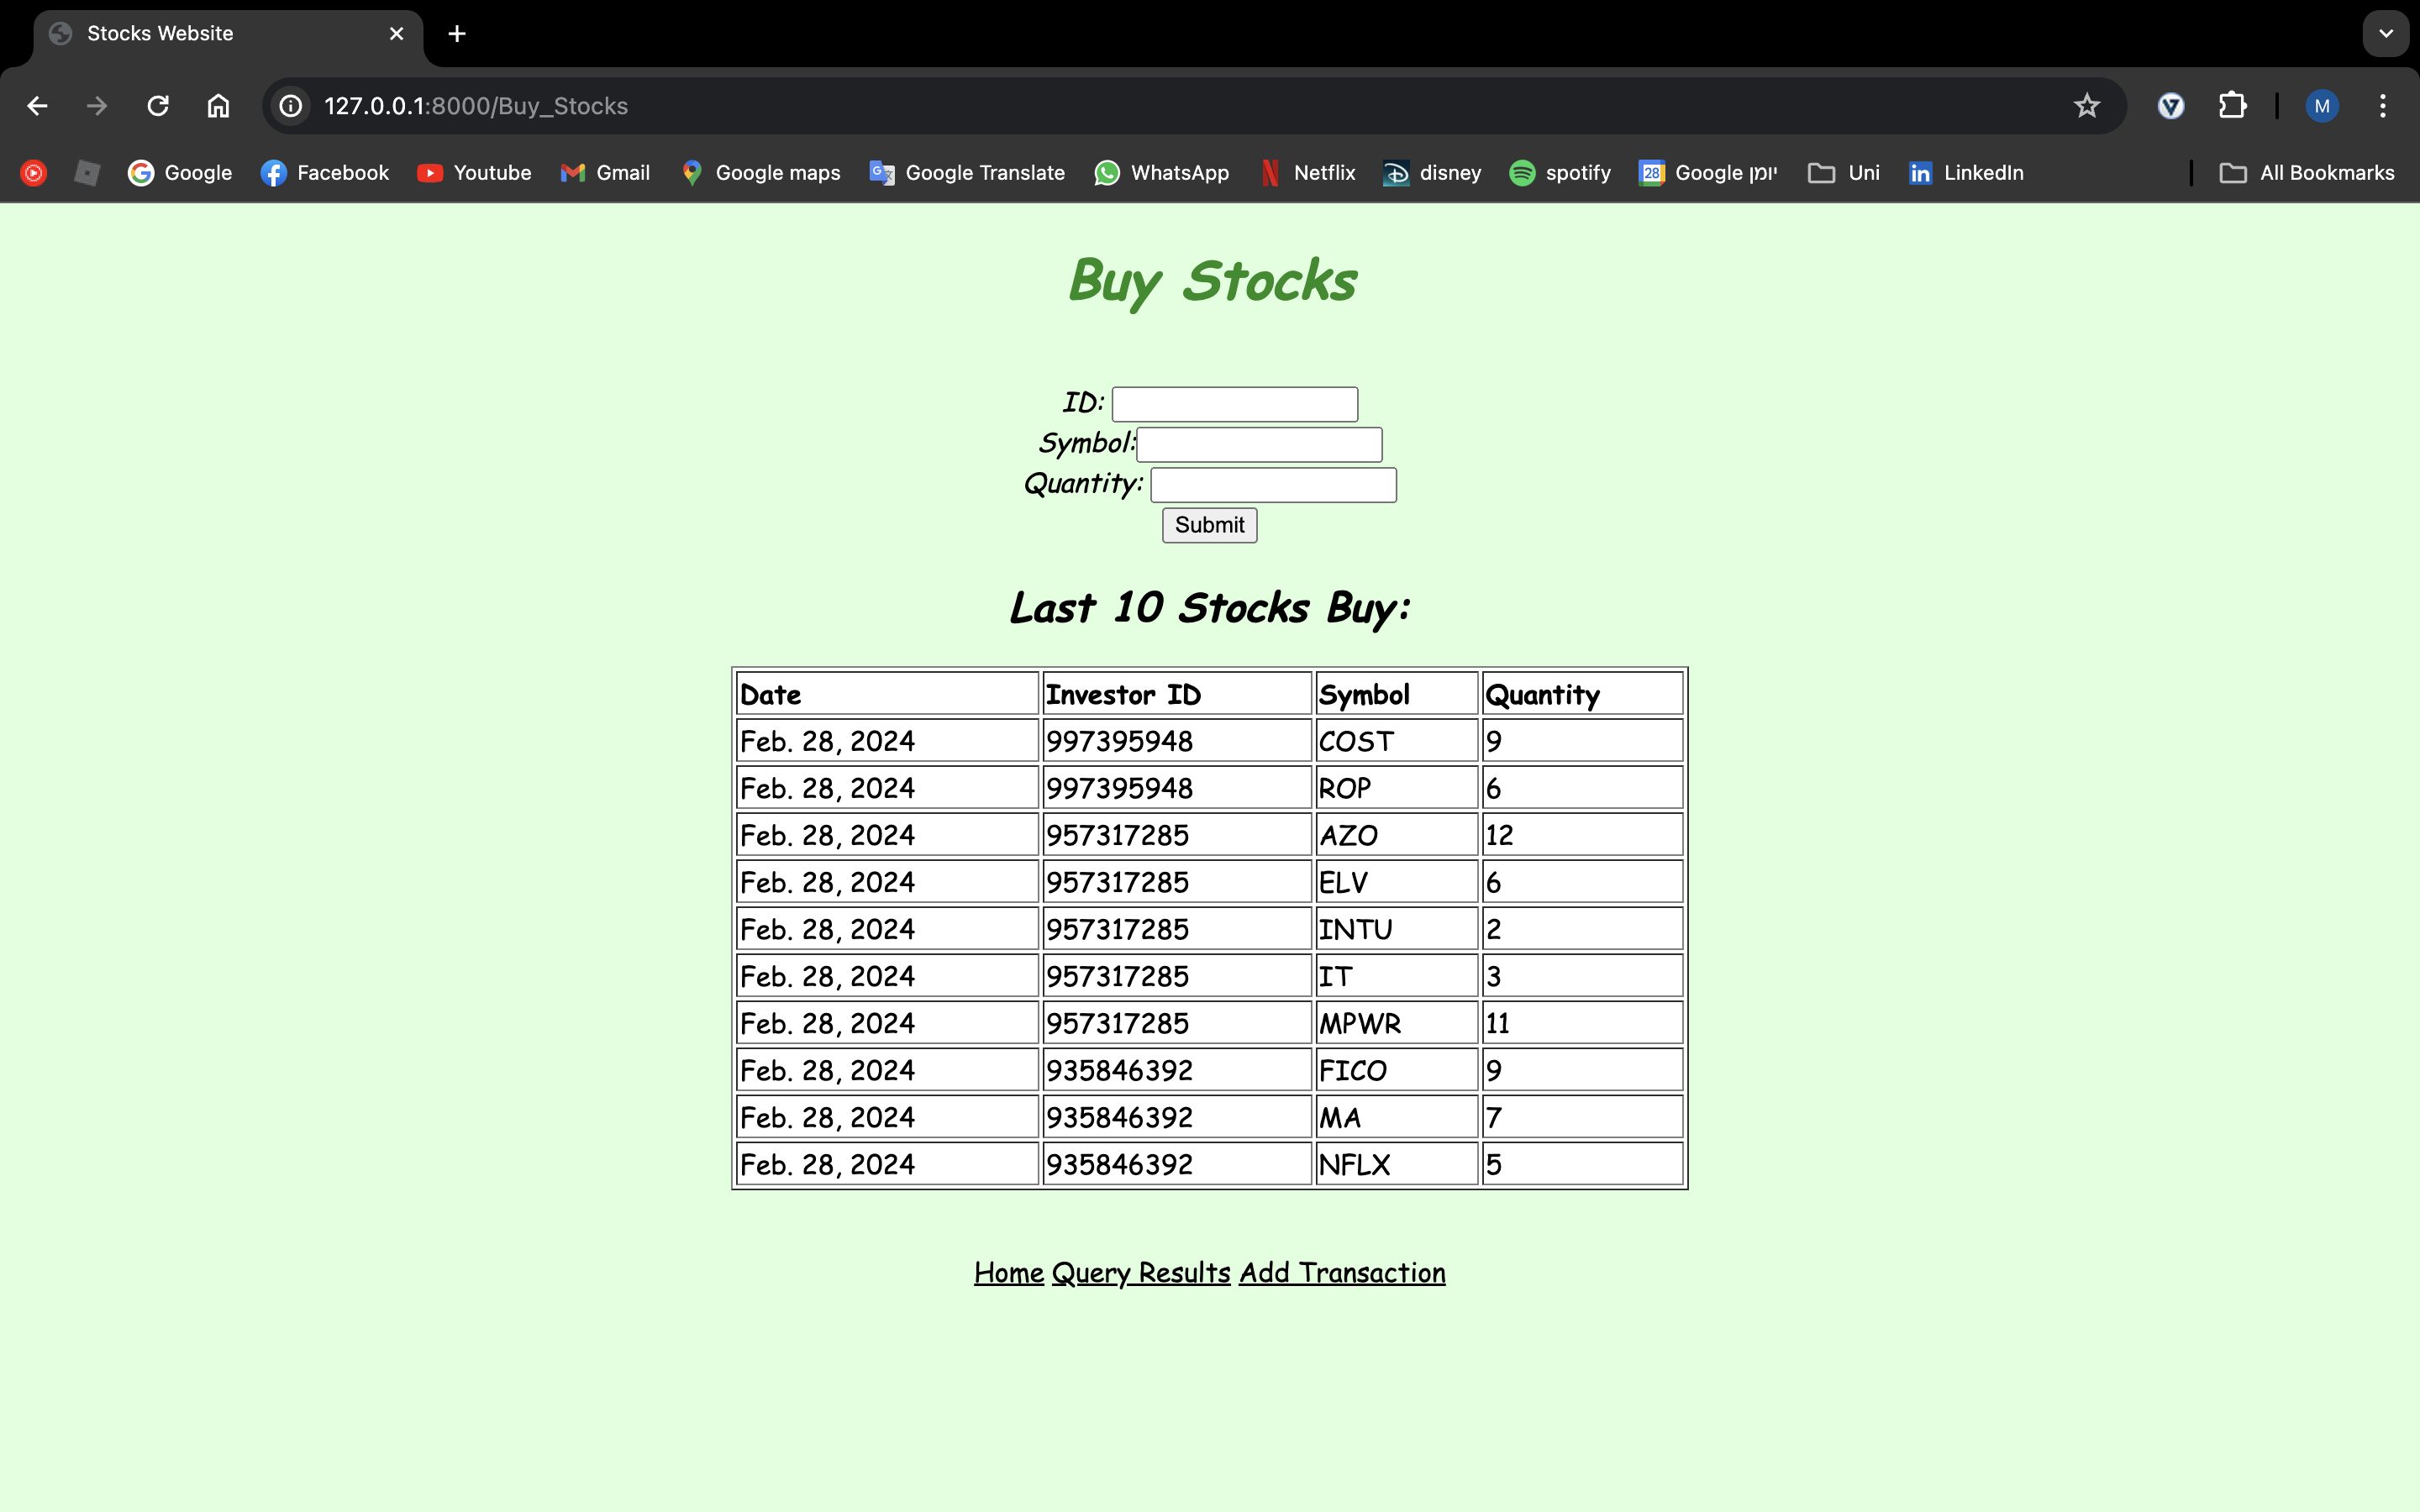 Stocks Website
127.0.0.1:8000/Buy_Stocks
M
Google Facebook Youtube Gmail Google maps Google Translate WhatsApp Netflix disney spotify 28 Google יומן Uni in LinkedIn All Bookmarks
Buy Stocks
ID:
Symbol:
Quantity:
Submit
Last 10 Stocks Buy:
Date Investor ID Symbol Quantity
Feb. 28, 2024 997395948 COST 9
Feb. 28, 2024 997395948 ROP 6
Feb. 28, 2024 957317285 AZO 12
Feb. 28, 2024 957317285 ELV 6
Feb. 28, 2024 957317285 INTU 2
Feb. 28, 2024 957317285 IT 3
Feb. 28, 2024 957317285 MPWR 11
Feb. 28, 2024 935846392 FICO 9
Feb. 28, 2024 935846392 MA 7
Feb. 28, 2024 935846392 NFLX 5
Home Query Results Add Transaction